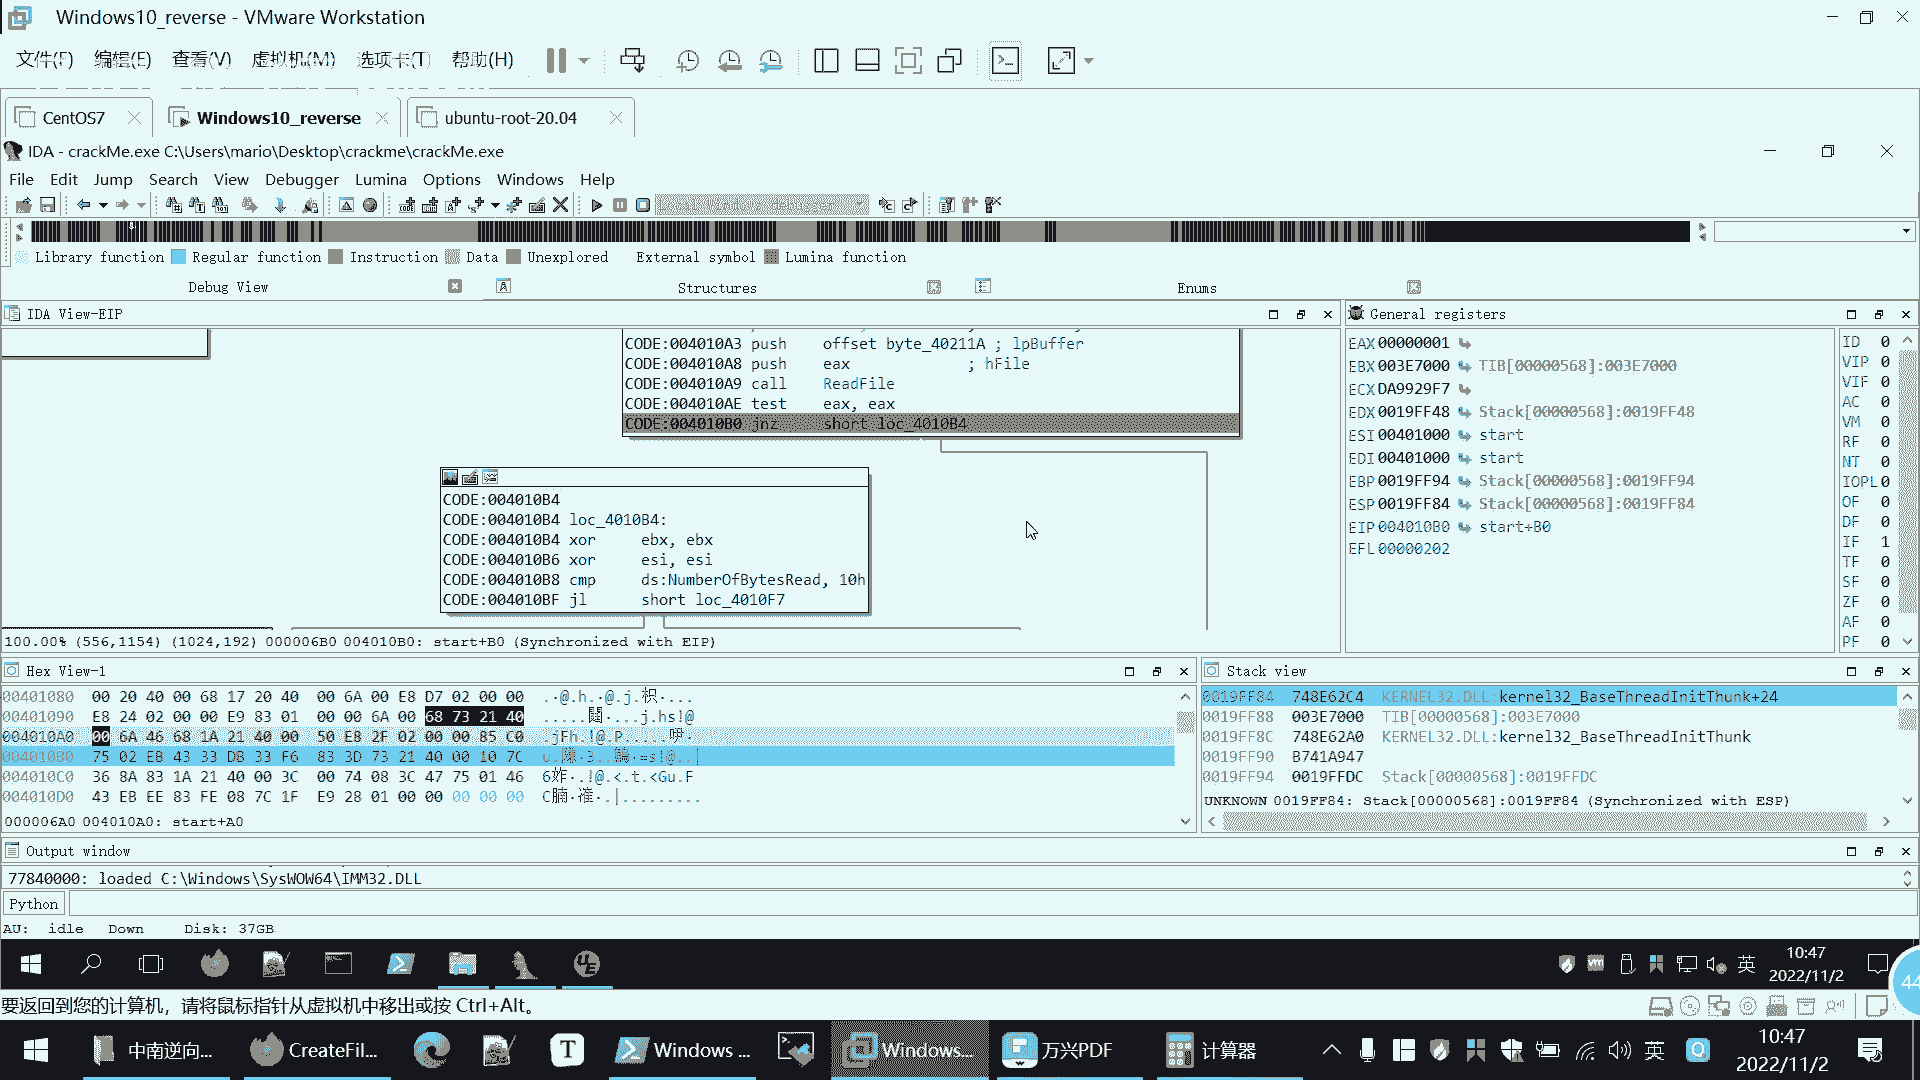 Windows10_reverse - VMware Workstation
文件(F) 编辑(E) 查看(V) 虚拟机(M) 选项卡(T) 帮助(H)
CentOS7 Windows10_reverse ubuntu-root-20.04
IDA - crackMe.exe C:\Users\mario\Desktop\crackme\crackMe.exe
File Edit Jump Search View Debugger Lumina Options Windows Help
Local Windows debugger
Library function Regular function Instruction Data Unexplored External symbol Lumina function
Debug View Structures Enums
IDA View-EIP
CODE:004010A3 push offset byte_40211A ; lpBuffer
CODE:004010A8 push eax ; hFile
CODE:004010A9 call ReadFile
CODE:004010AE test eax, eax
CODE:004010B0 jnz short loc_4010B4
CODE:004010B4
CODE:004010B4 loc_4010B4:
CODE:004010B4 xor ebx, ebx
CODE:004010B6 xor esi, esi
CODE:004010B8 cmp ds:NumberOfBytesRead, 10h
CODE:004010BF jl short loc_4010F7
100.00% (556,1154) (1024,192) 000006B0 004010B0: start+B0 (Synchronized with EIP)
General registers
EAX 00000001
EBX 003E7000 TIB[00000568]:003E7000
ECX DA9929F7
EDX 0019FF48 Stack[00000568]:0019FF48
ESI 00401000 start
EDI 00401000 start
EBP 0019FF94 Stack[00000568]:0019FF94
ESP 0019FF84 Stack[00000568]:0019FF84
EIP 004010B0 start+B0
EFL 00000202
ID 0
VIP 0
VIF 0
AC 0
VM 0
RF 0
NT 0
IOPL 0
OF 0
DF 0
IF 1
TF 0
SF 0
ZF 0
AF 0
PF 0
Hex View-1
00401080 00 20 40 00 68 17 20 40 00 6A 00 E8 D7 02 00 00
00401090 E8 24 02 00 00 E9 83 01 00 00 6A 00 68 73 21 40
004010A0 00 6A 46 68 1A 21 40 00 50 E8 2F 02 00 00 85 C0
004010B0 75 02 EB 43 33 DB 33 F6 83 3D 73 21 40 00 10 7C
004010C0 36 8A 83 1A 21 40 00 3C 00 74 08 3C 47 75 01 46
004010D0 43 EB EE 83 FE 08 7C 1F E9 28 01 00 00 00 00 00
000006A0 004010A0: start+A0
Stack view
0019FF84 748E62C4 KERNEL32.DLL:kernel32_BaseThreadInitThunk+24
0019FF88 003E7000 TIB[00000568]:003E7000
0019FF8C 748E62A0 KERNEL32.DLL:kernel32_BaseThreadInitThunk
0019FF90 B741A947
0019FF94 0019FFDC Stack[00000568]:0019FFDC
UNKNOWN 0019FF84: Stack[00000568]:0019FF84 (Synchronized with ESP)
Output window
77840000: loaded C:\Windows\SysWOW64\IMM32.DLL
Python
AU: idle Down Disk: 37GB
英 10:47
2022/11/2
44
要返回到您的计算机，请将鼠标指针从虚拟机中移出或按 Ctrl+Alt。
中南逆向... CreateFil... T Windows ... Windows... 万兴PDF 计算器 英 10:47
2022/11/2